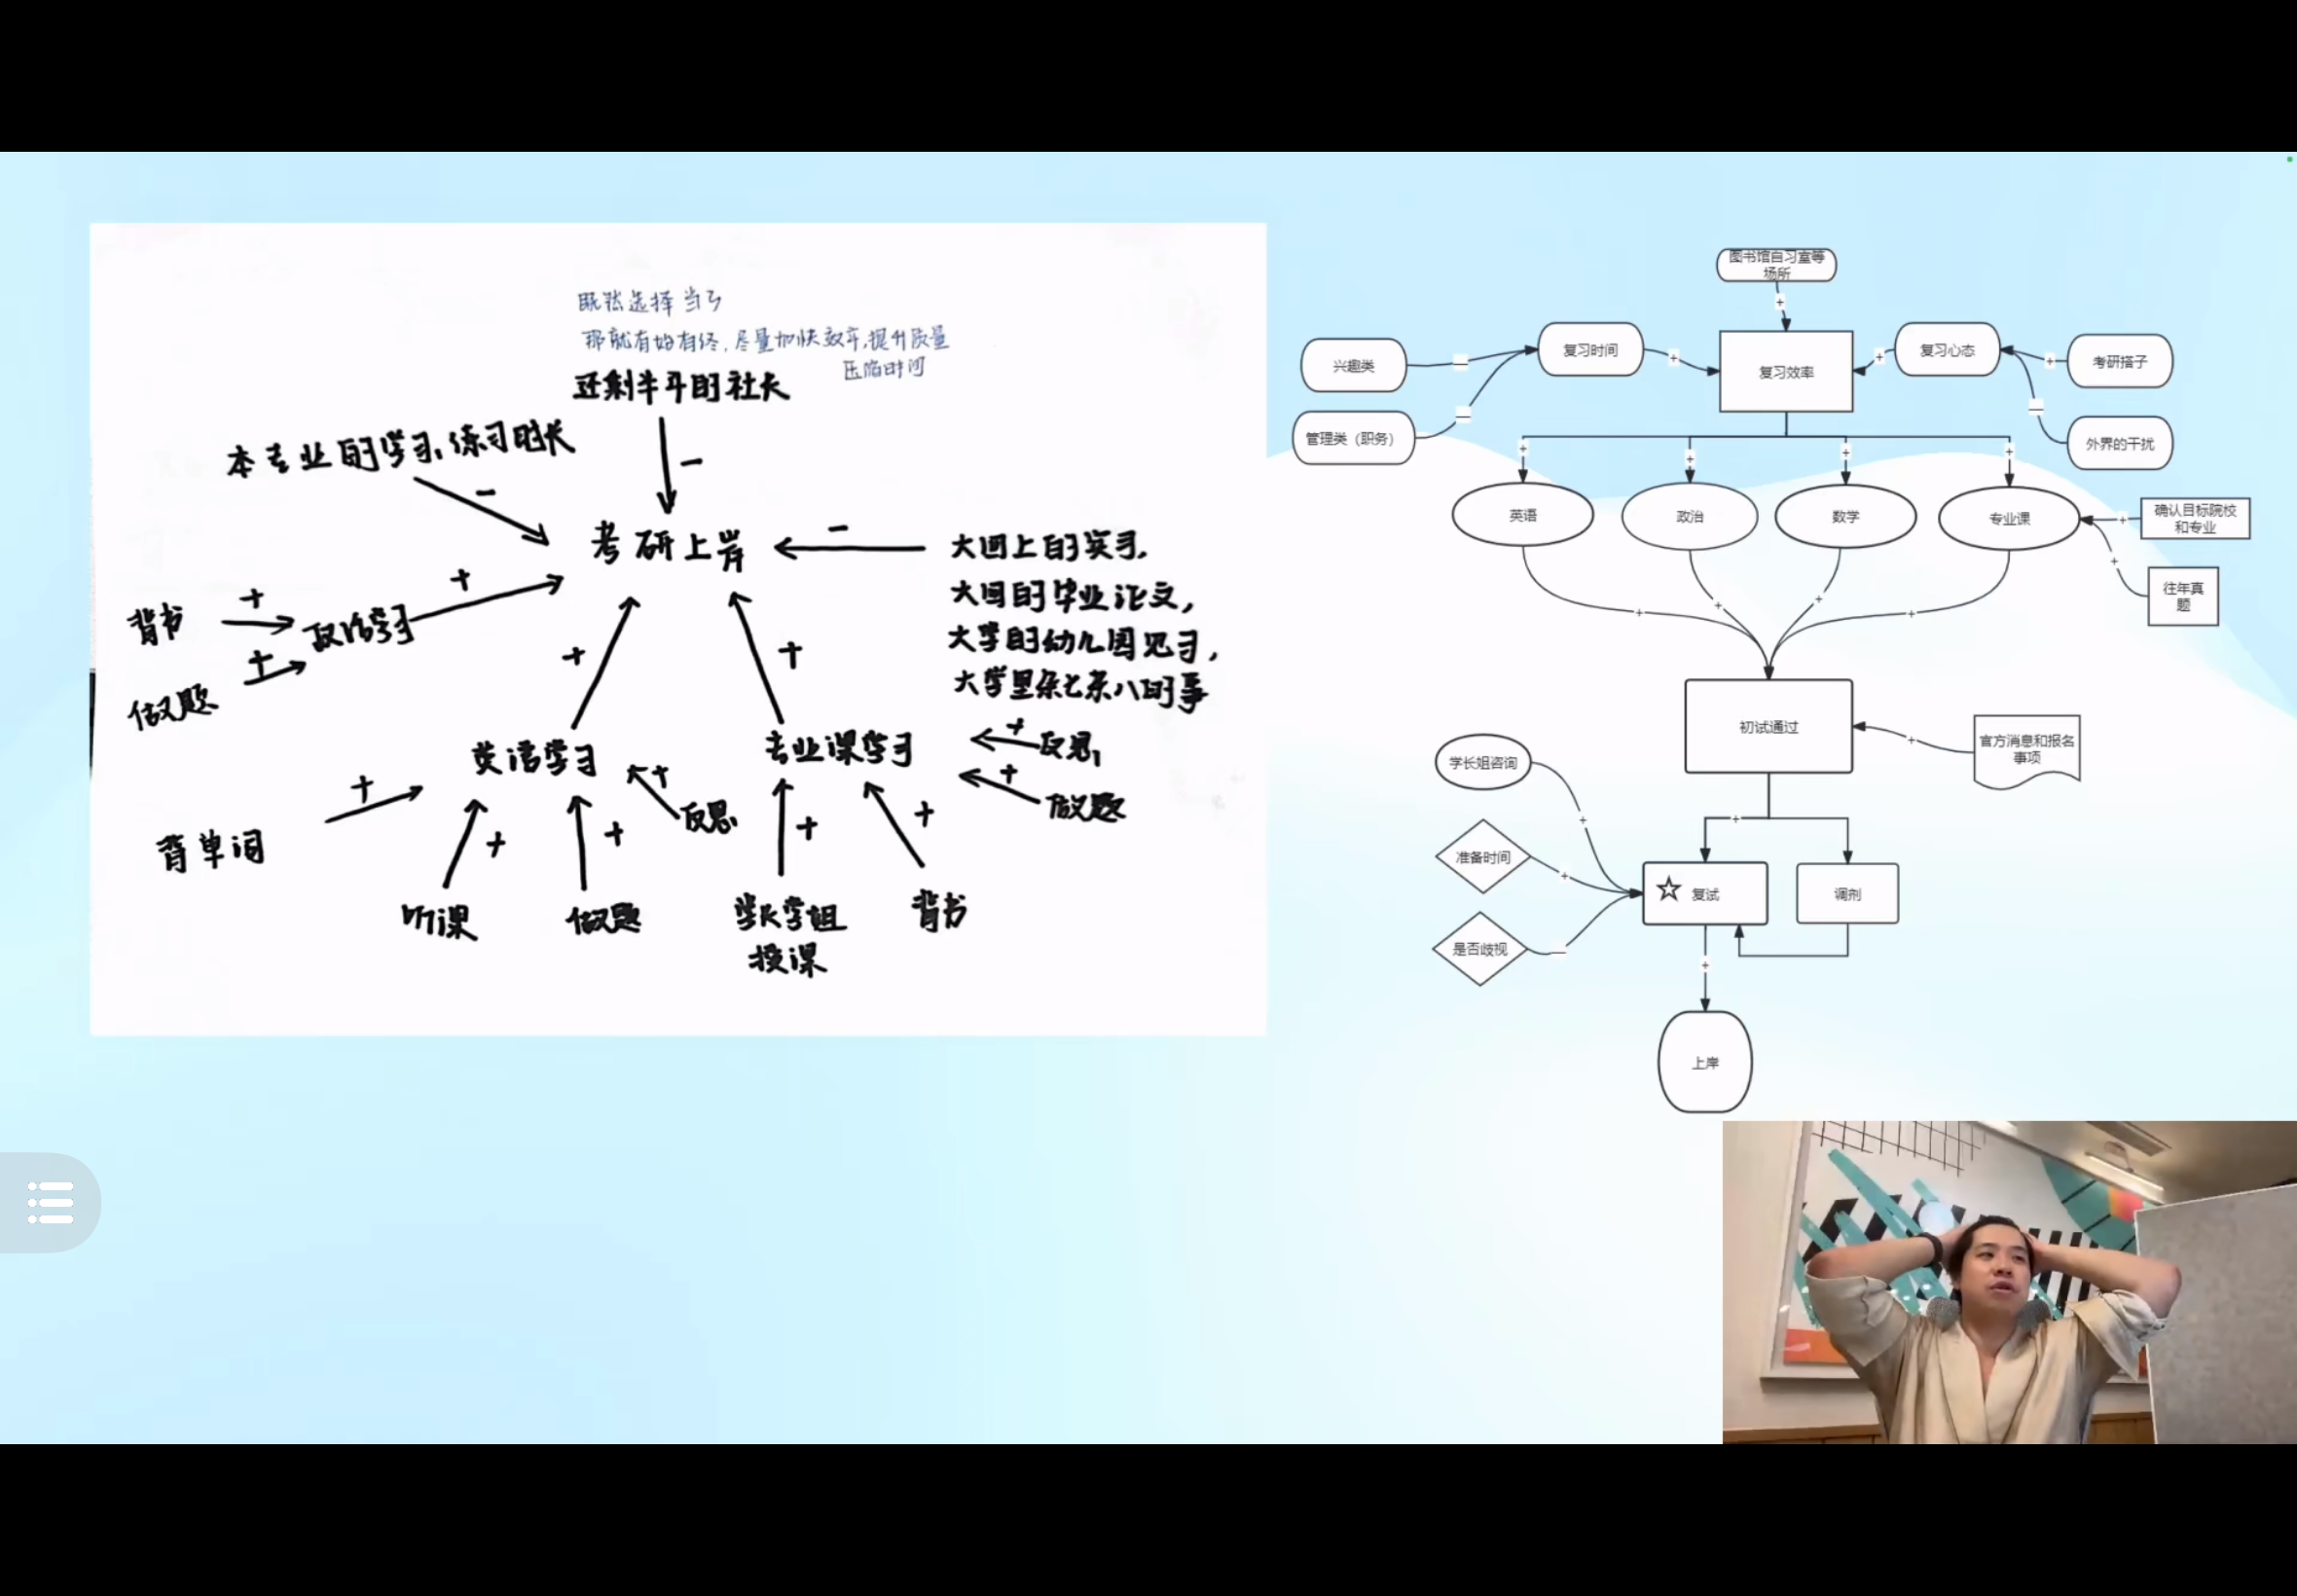 既然选择当了
那就有始有终，尽量加快效率，提升质量
压缩时间
还剩半年的社长
本专业的学习、练习时长
-
-
考研上岸
-
大四上的实习，
大四的毕业论文，
大学的幼儿园见习，
大学里杂七杂八的事
背书
+
政治学习
+
+
做题
+
+
英语学习
+
反思
背单词
+
听课
+
做题
+
专业课学习
+
反思
+
做题
学长学姐
授课
+
背书
+
图书馆自习室等
场所
+
兴趣类
—
管理类（职务）
—
复习时间
+
复习效率
+
复习心态
+
考研搭子
—
外界的干扰
+
+
+
+
英语
政治
数学
专业课
+
确认目标院校
和专业
+
往年真
题
+
+
+
+
初试通过
+
官方消息和报名
事项
学长姐咨询
+
准备时间
+
是否歧视
—
+
复试
调剂
+
上岸